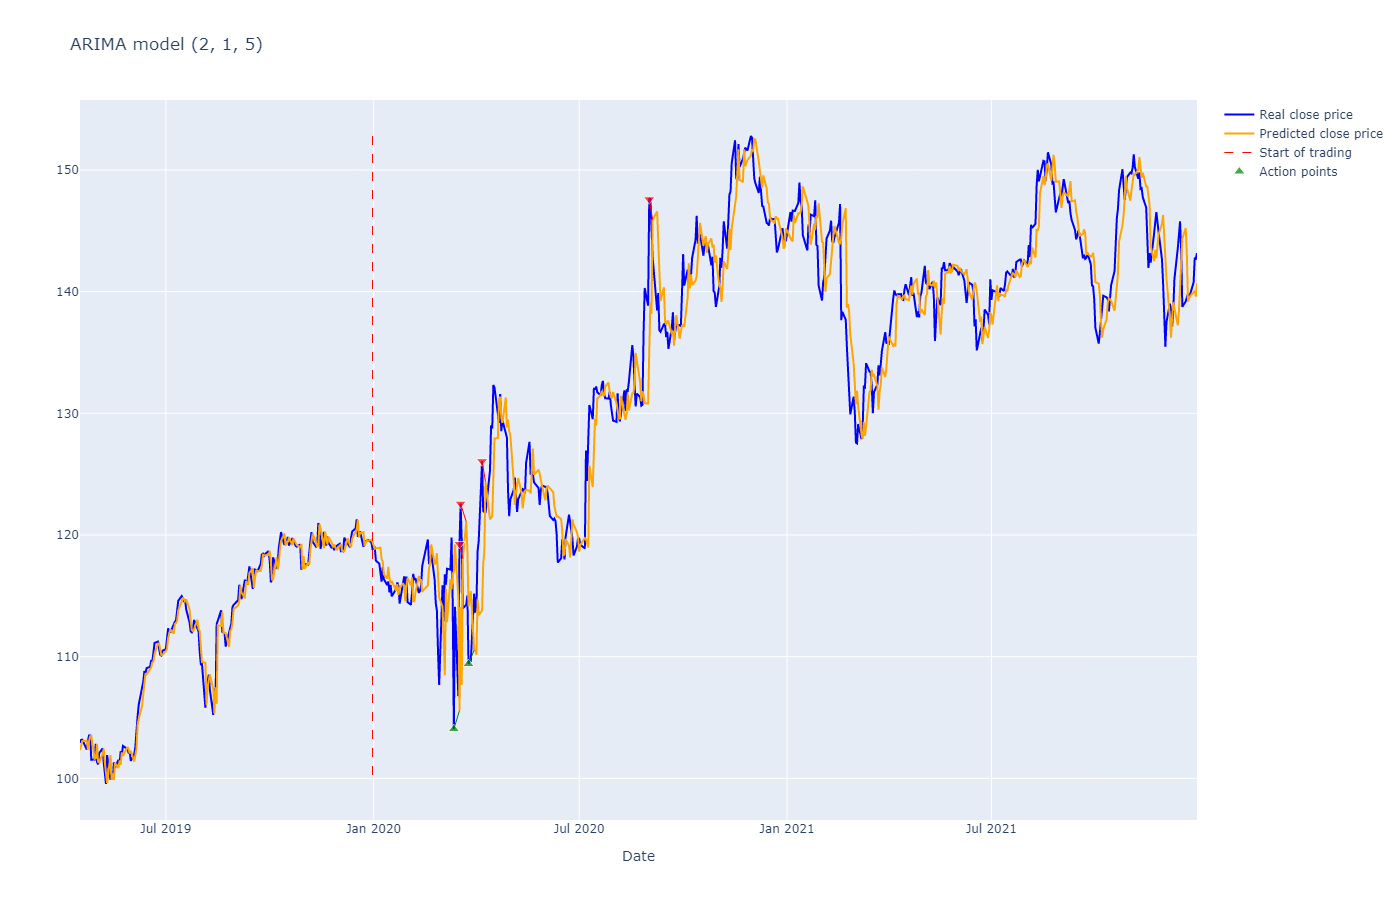 ARIMA model (2, 1, 5)
Real close price
Predicted close price
Start of trading
Action points
150
140
130
120
110
100
Jul 2019
Jan 2020
Jul 2020
Jan 2021
Jul 2021
Date